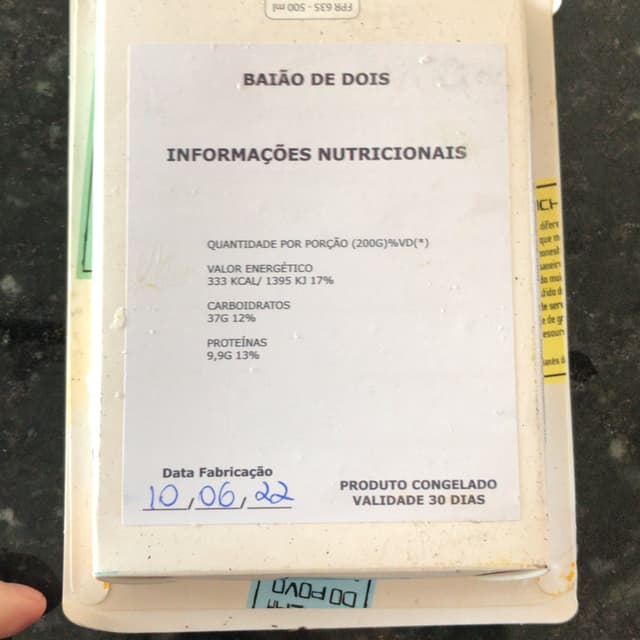 FPR 635 - 500 ml
BAIÃO DE DOIS
INFORMAÇÕES NUTRICIONAIS
QUANTIDADE POR PORÇÃO (200G)%VD(*)
VALOR ENERGÉTICO
333 KCAL/ 1395 KJ 17%
CARBOIDRATOS
37G 12%
PROTEÍNAS
9,9G 13%
Data Fabricação
10,06,22
PRODUTO CONGELADO
VALIDADE 30 DIAS
DO POVO